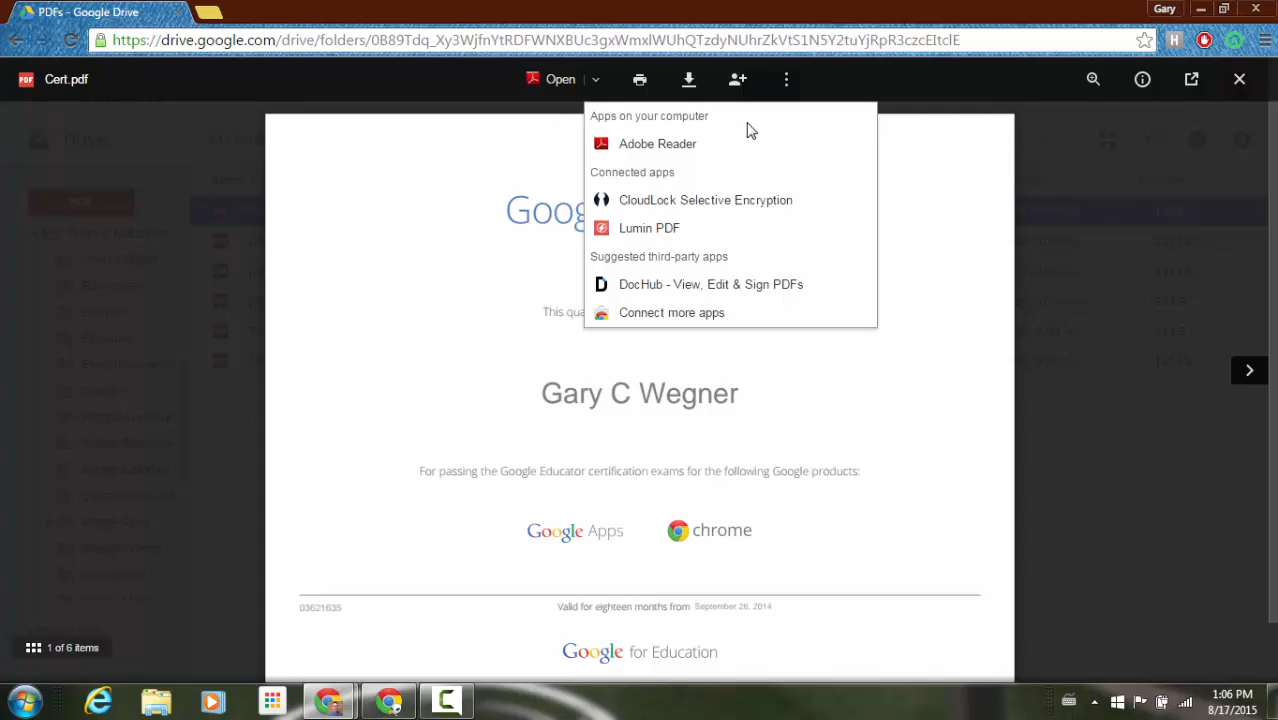 PDFs - Google Drive
Gary
https://drive.google.com/drive/folders/0B89Tdq_Xy3WjfnYtRDFWNXBUc3gxWmxlWUhQTzdyNUhrZkVtS1N5Y2tuYjRpR3czcEItclE
PDF
Cert.pdf
Open
Apps on your computer
Adobe Reader
Connected apps
CloudLock Selective Encryption
Lumin PDF
Suggested third-party apps
DocHub - View, Edit & Sign PDFs
Connect more apps
Goog
This qua
Gary C Wegner
For passing the Google Educator certification exams for the following Google products:
Google Apps
chrome
03621635
Valid for eighteen months from September 26, 2014
Google for Education
1 of 6 items
1:06 PM
8/17/2015